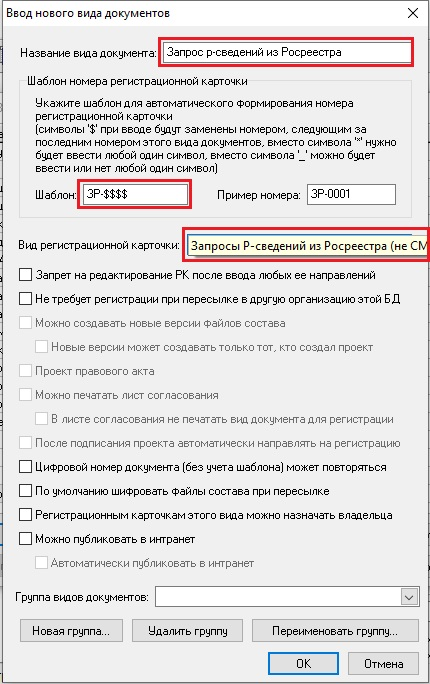 Ввод нового вида документов
Название вида документа: Запрос р-сведений из Росреестра
Шаблон номера регистрационной карточки
Укажите шаблон для автоматического формирования номера
регистрационной карточки
(символы '$' при вводе будут заменены номером, следующим за
последним номером этого вида документов, вместо символа '*' нужно
будет ввести любой один символ, вместо символа '_' можно будет
ввести или нет любой один символ)
Шаблон: ЗР-$$$$ Пример номера: ЗР-0001
Вид регистрационной карточки: Запросы Р-сведений из Росреестра (не СМ
Запрет на редактирование РК после ввода любых ее направлений
Не требует регистрации при пересылке в другую организацию этой БД
Можно создавать новые версии файлов состава
Новые версии может создавать только тот, кто создал проект
Проект правового акта
Можно печатать лист согласования
В листе согласования не печатать вид документа для регистрации
После подписания проекта автоматически направлять на регистрацию
Цифровой номер документа (без учета шаблона) может повторяться
По умолчанию шифровать файлы состава при пересылке
Регистрационным карточкам этого вида можно назначать владельца
Можно публиковать в интранет
Автоматически публиковать в интранет
Группа видов документов:
Новая группа... Удалить группу Переименовать группу...
ОК Отмена